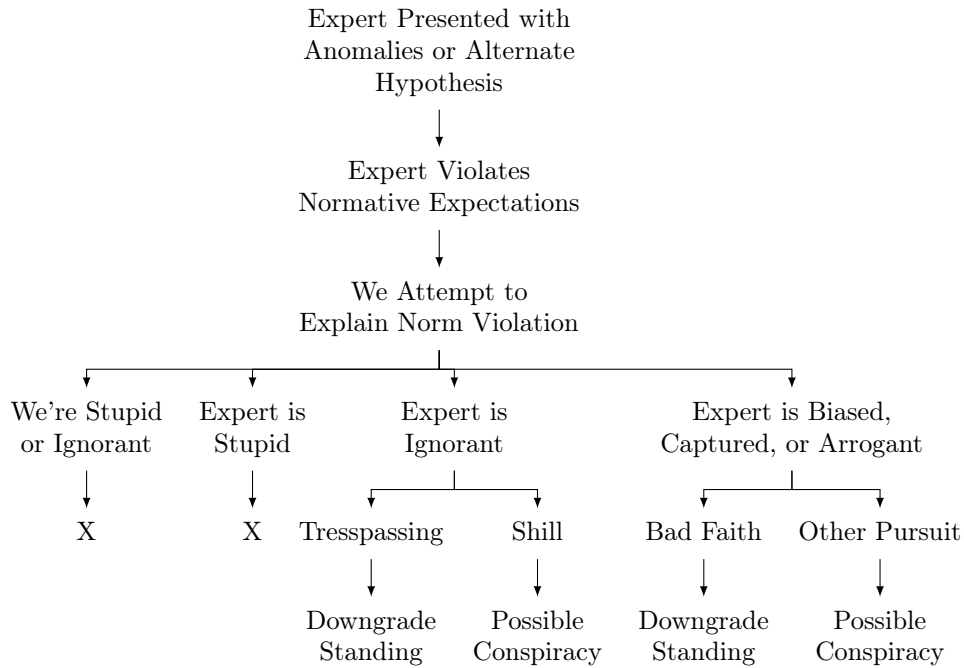 Expert Presented with
Anomalies or Alternate
Hypothesis
Expert Violates
Normative Expectations
We Attempt to
Explain Norm Violation
We're Stupid
or Ignorant
Expert is
Stupid
Expert is
Ignorant
Expert is Biased,
Captured, or Arrogant
X
X
Tresspassing
Shill
Bad Faith
Other Pursuit
Downgrade
Standing
Possible
Conspiracy
Downgrade
Standing
Possible
Conspiracy